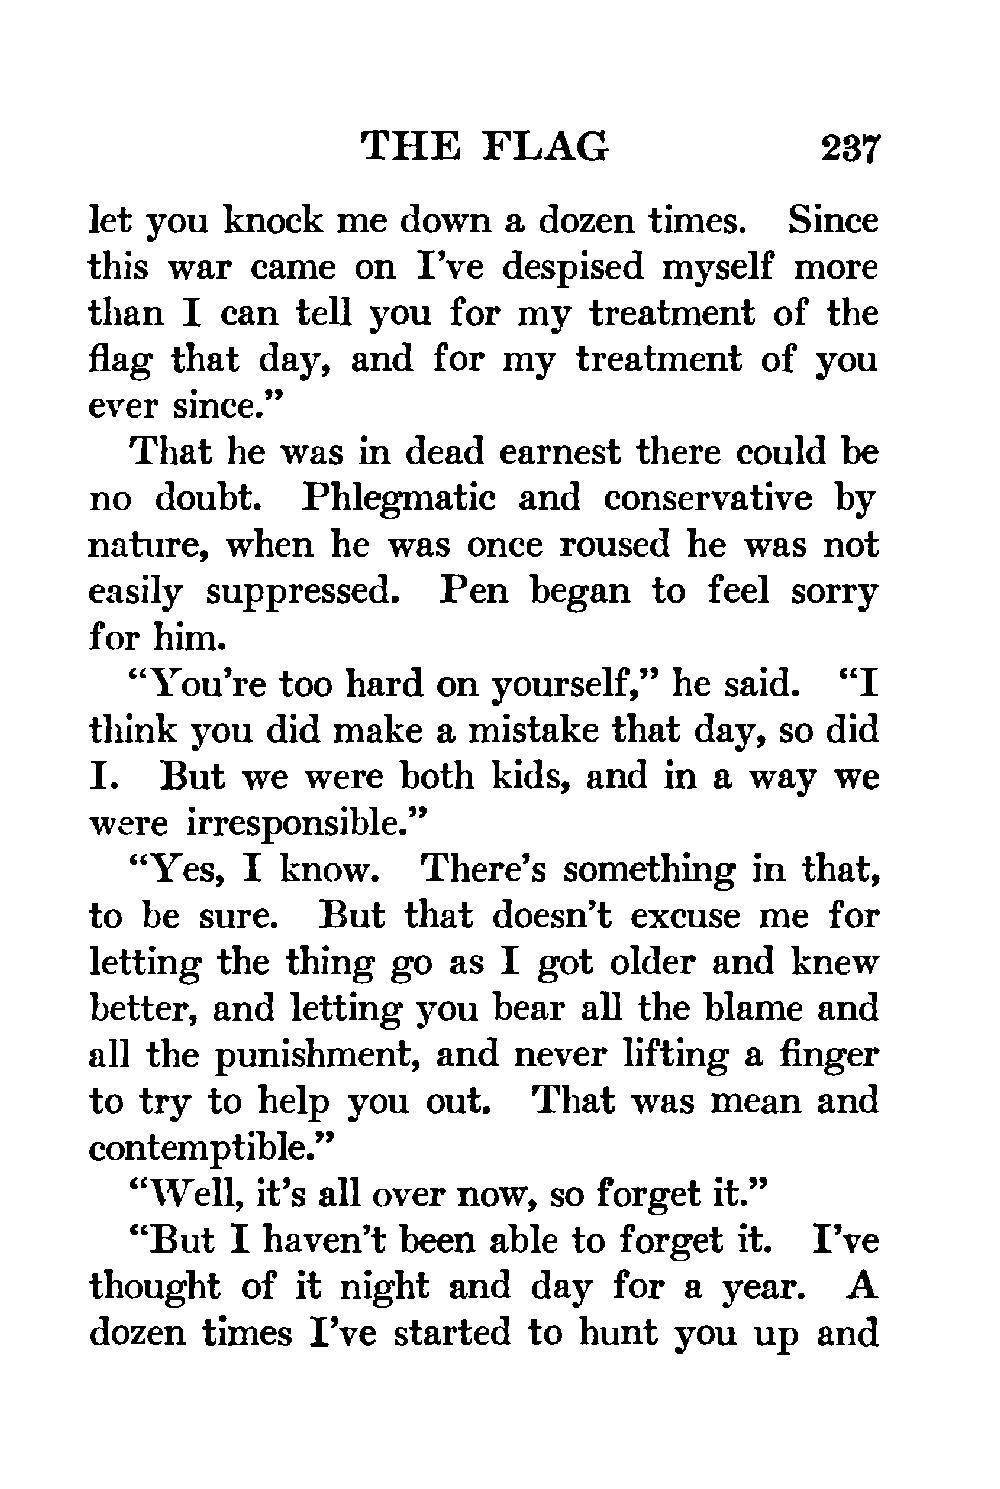 THE FLAG 237
let you knock me down a dozen times. Since
this war came on I've despised myself more
than I can tell you for my treatment of the
flag that day, and for my treatment of you
ever since."
That he was in dead earnest there could be
no doubt. Phlegmatic and conservative by
nature, when he was once roused he was not
easily suppressed. Pen began to feel sorry
for him.
"You're too hard on yourself," he said. "I
think you did make a mistake that day, so did
I. But we were both kids, and in a way we
were irresponsible."
"Yes, I know. There's something in that,
to be sure. But that doesn't excuse me for
letting the thing go as I got older and knew
better, and letting you bear all the blame and
all the punishment, and never lifting a finger
to try to help you out. That was mean and
contemptible."
"Well, it's all over now, so forget it."
"But I haven't been able to forget it. I've
thought of it night and day for a year. A
dozen times I've started to hunt you up and